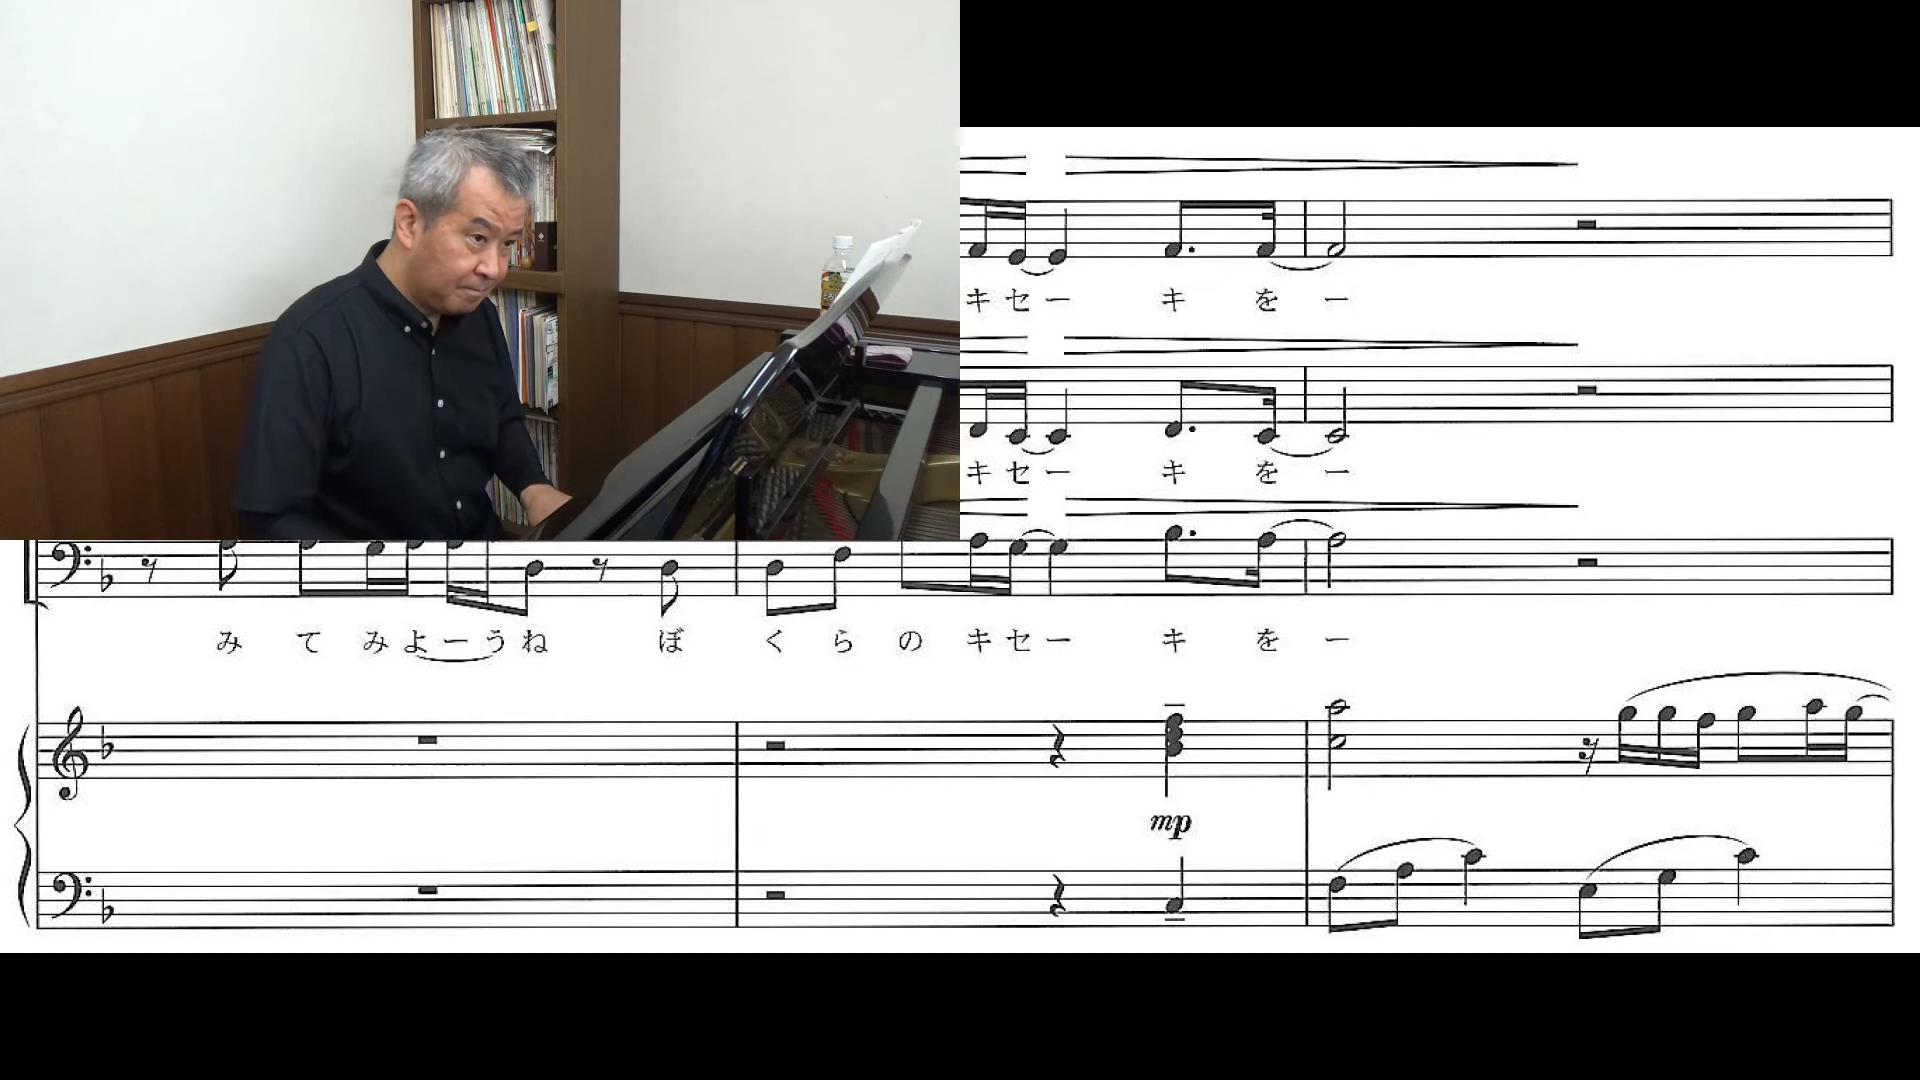 キセー キ を ー
キセー キ を ー
み て みよーうね ぼ く ら の キセー キ を ー
mp